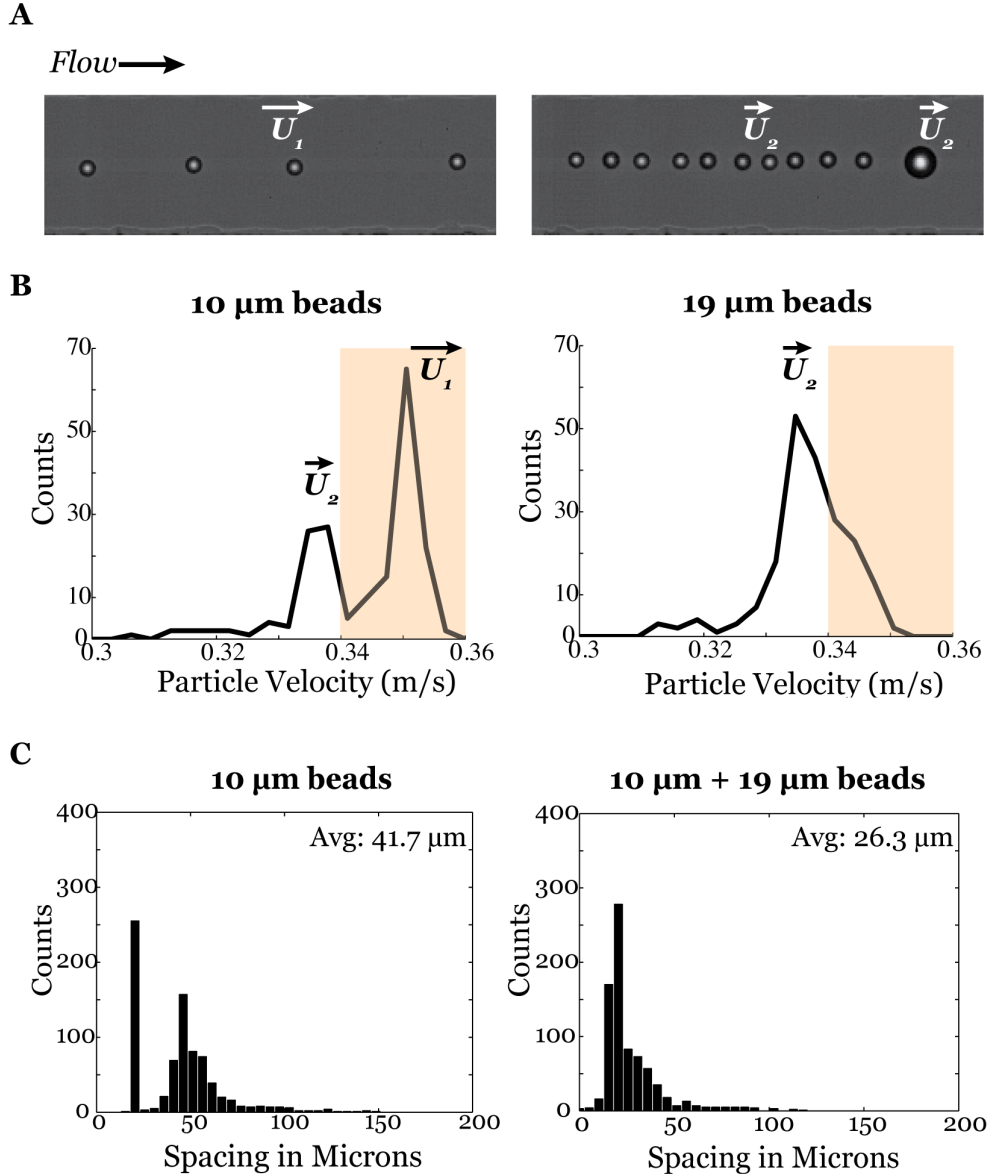 A
Flow
U1
U2
U2
B
10 µm beads
19 µm beads
70
50
30
10
0
Counts
U2
U1
0.3
0.32
0.34
0.36
Particle Velocity (m/s)
70
50
30
10
0
Counts
U2
0.3
0.32
0.34
0.36
Particle Velocity (m/s)
C
10 µm beads
10 µm + 19 µm beads
400
300
200
100
0
Counts
Avg: 41.7 µm
0
50
100
150
200
Spacing in Microns
400
300
200
100
0
Counts
Avg: 26.3 µm
0
50
100
150
200
Spacing in Microns